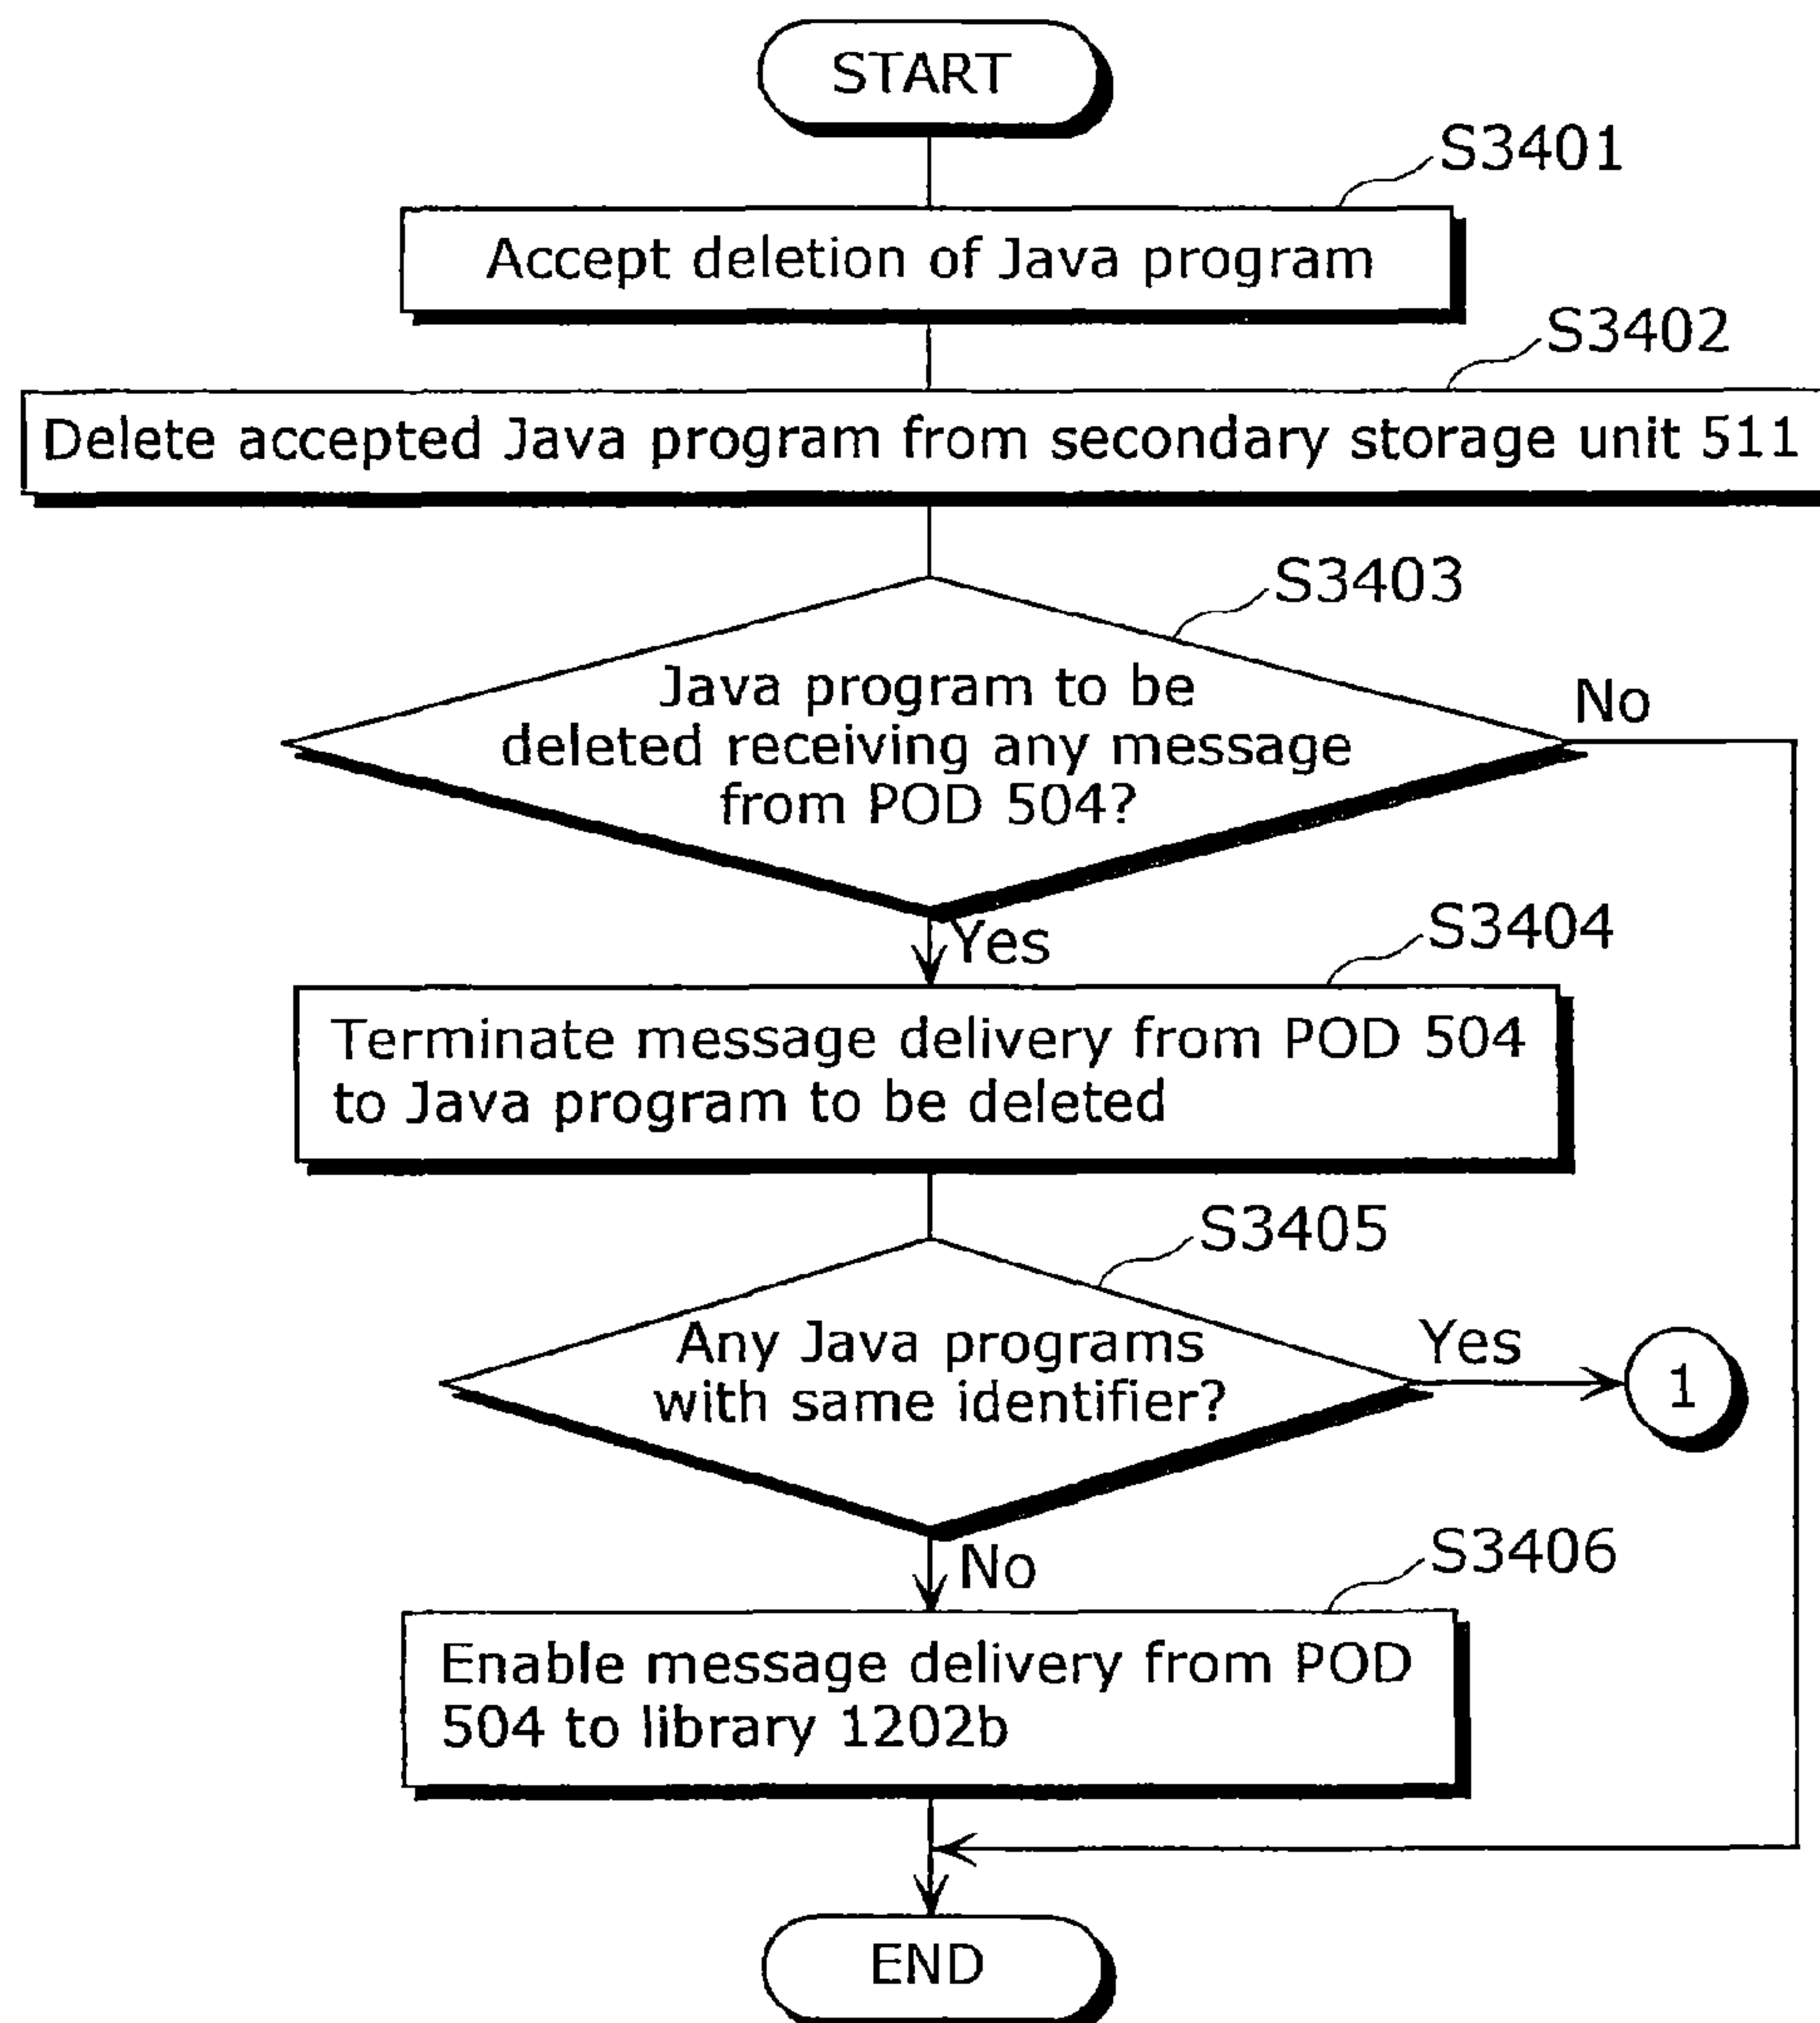 START
S3401
Accept deletion of Java program
S3402
Delete accepted Java program from secondary storage unit 511
S3403
Java program to be
deleted receiving any message
from POD 504?
No
Yes
S3404
Terminate message delivery from POD 504
to Java program to be deleted
S3405
Any Java programs
with same identifier?
Yes
1
No
S3406
Enable message delivery from POD
504 to library 1202b
END